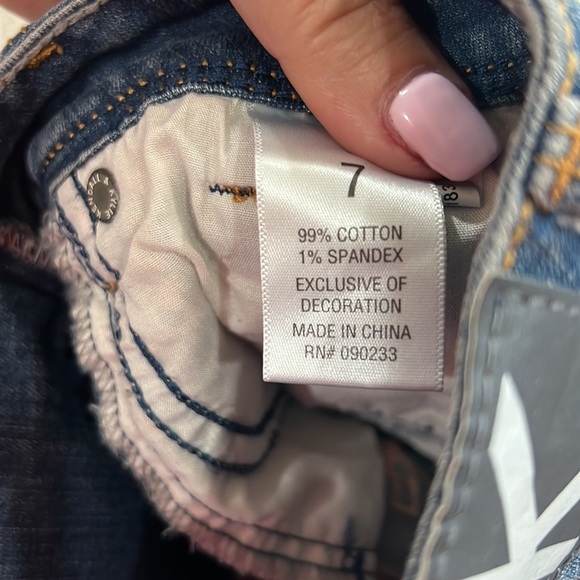 7
99% COTTON
1% SPANDEX
EXCLUSIVE OF
DECORATION
MADE IN CHINA
RN# 090233